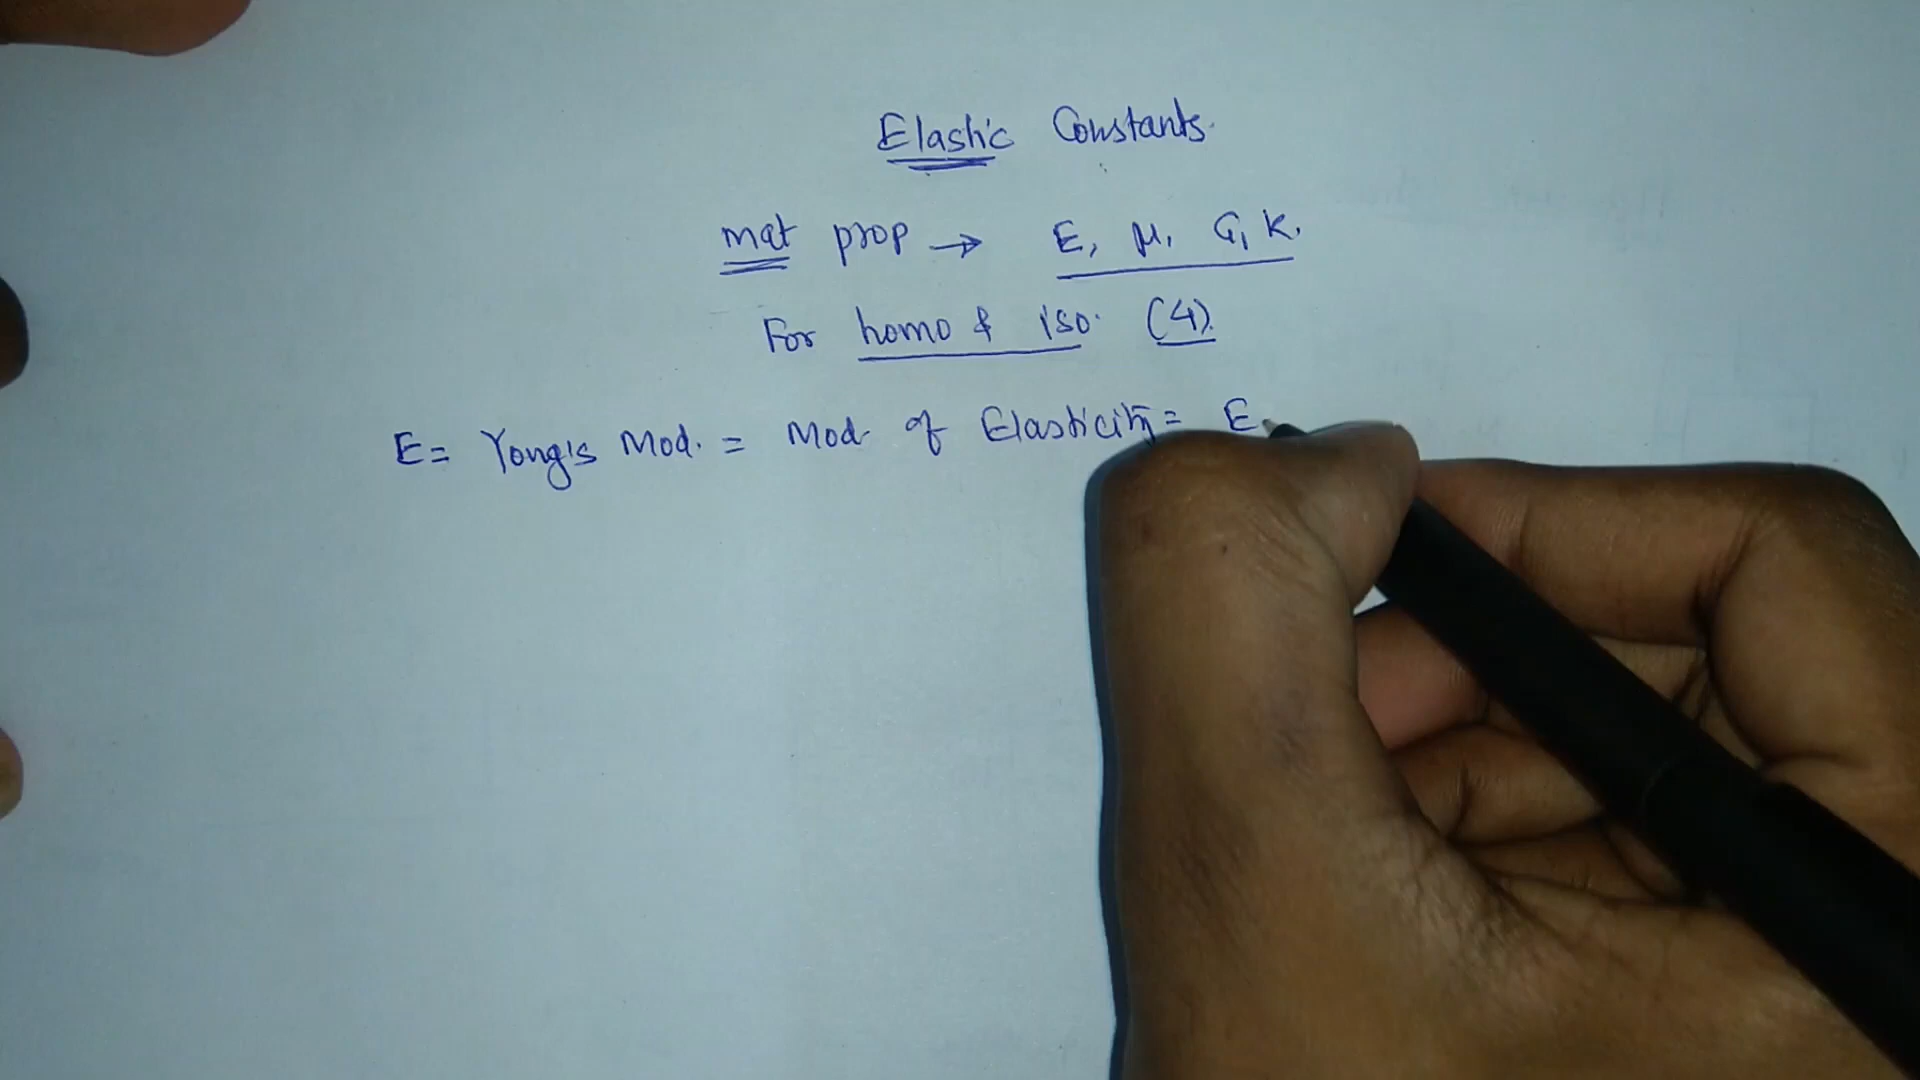 Elastic Constants.
mat prop → E, μ, G, K.
For homo & iso. (4).
E = Yong's Mod. = Mod. of Elasticity = E